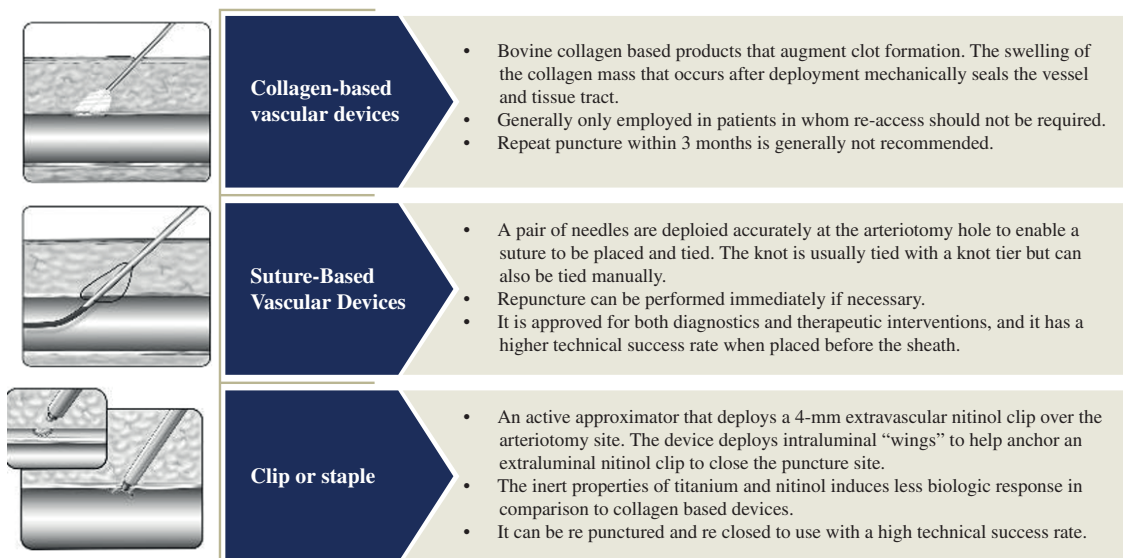 Collagen-based
vascular devices
• Bovine collagen based products that augment clot formation. The swelling of
the collagen mass that occurs after deployment mechanically seals the vessel
and tissue tract.
• Generally only employed in patients in whom re-access should not be required.
• Repeat puncture within 3 months is generally not recommended.
Suture-Based
Vascular Devices
• A pair of needles are deploied accurately at the arteriotomy hole to enable a
suture to be placed and tied. The knot is usually tied with a knot tier but can
also be tied manually.
• Repuncture can be performed immediately if necessary.
• It is approved for both diagnostics and therapeutic interventions, and it has a
higher technical success rate when placed before the sheath.
Clip or staple
• An active approximator that deploys a 4-mm extravascular nitinol clip over the
arteriotomy site. The device deploys intraluminal “wings” to help anchor an
extraluminal nitinol clip to close the puncture site.
• The inert properties of titanium and nitinol induces less biologic response in
comparison to collagen based devices.
• It can be re punctured and re closed to use with a high technical success rate.